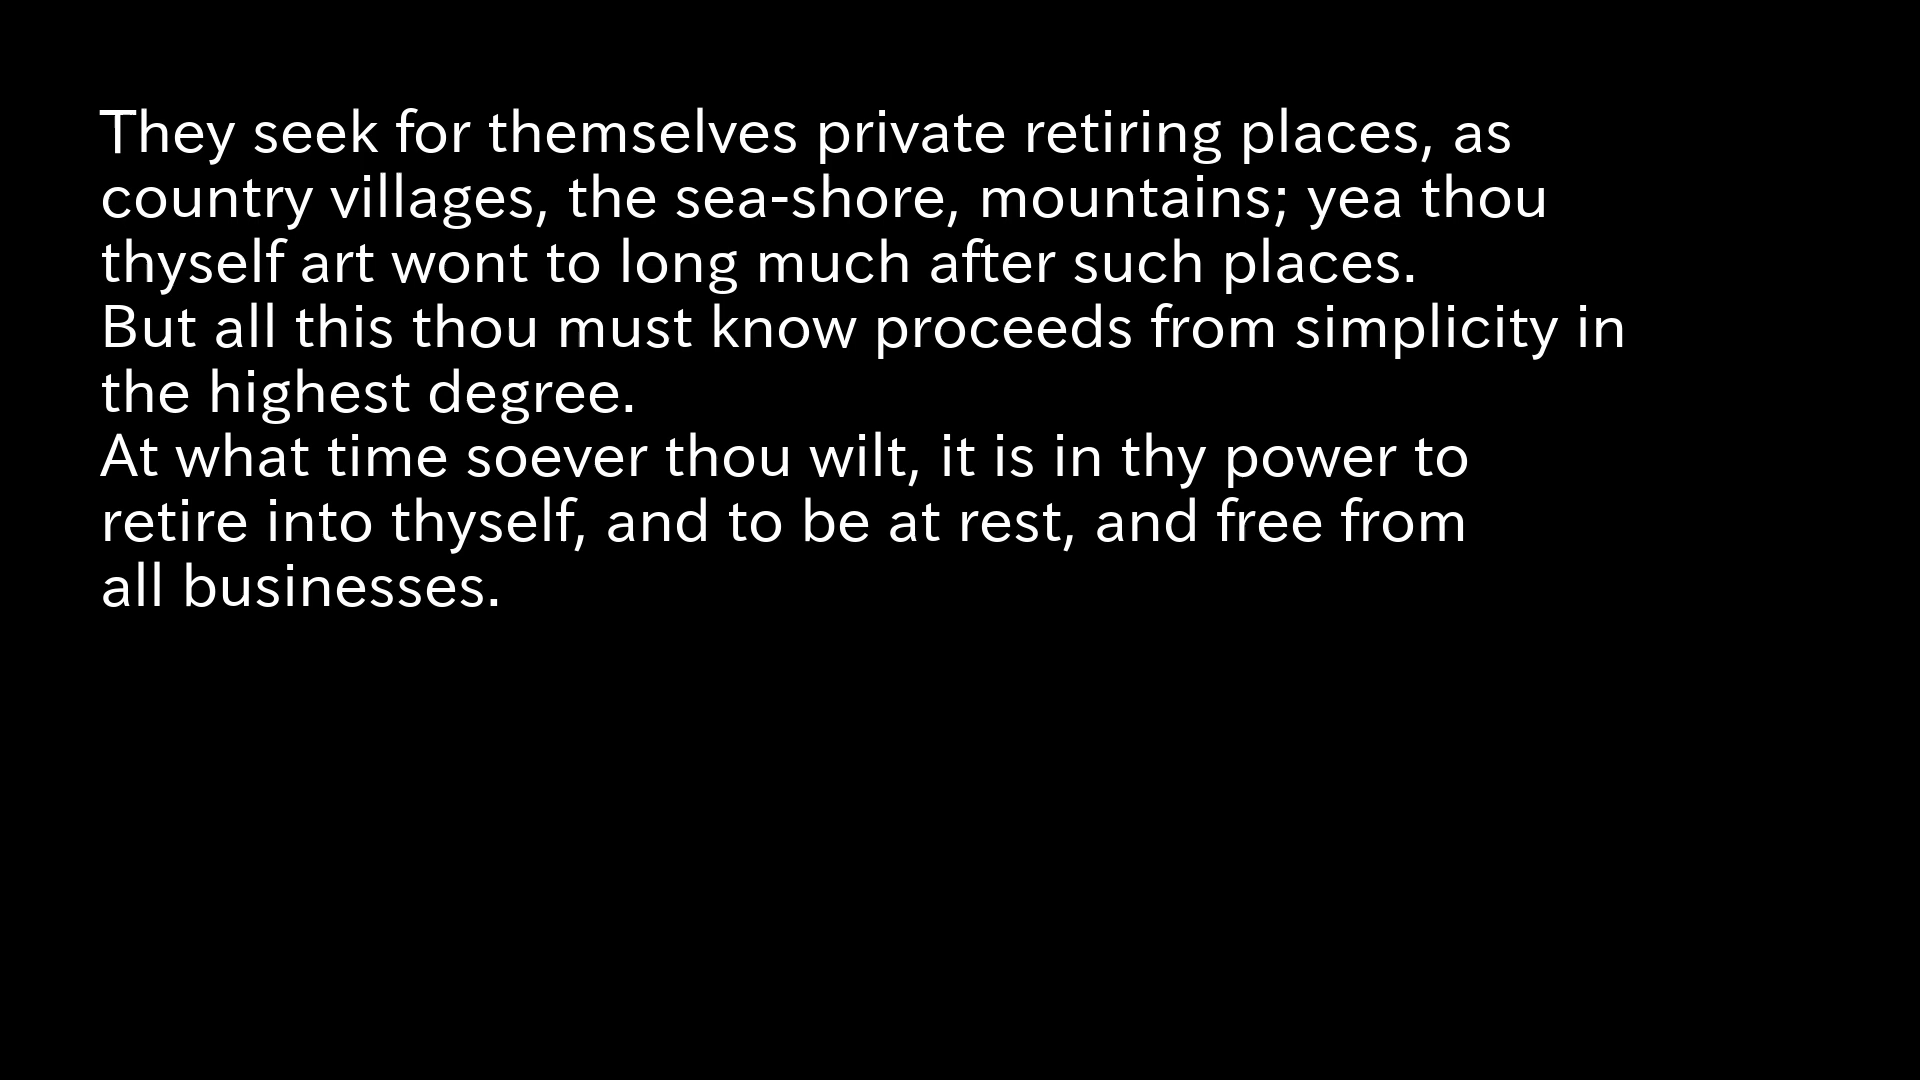 They seek for themselves private retiring places, as
country villages, the sea-shore, mountains; yea thou
thyself art wont to long much after such places.
But all this thou must know proceeds from simplicity in
the highest degree.
At what time soever thou wilt, it is in thy power to
retire into thyself, and to be at rest, and free from
all businesses.